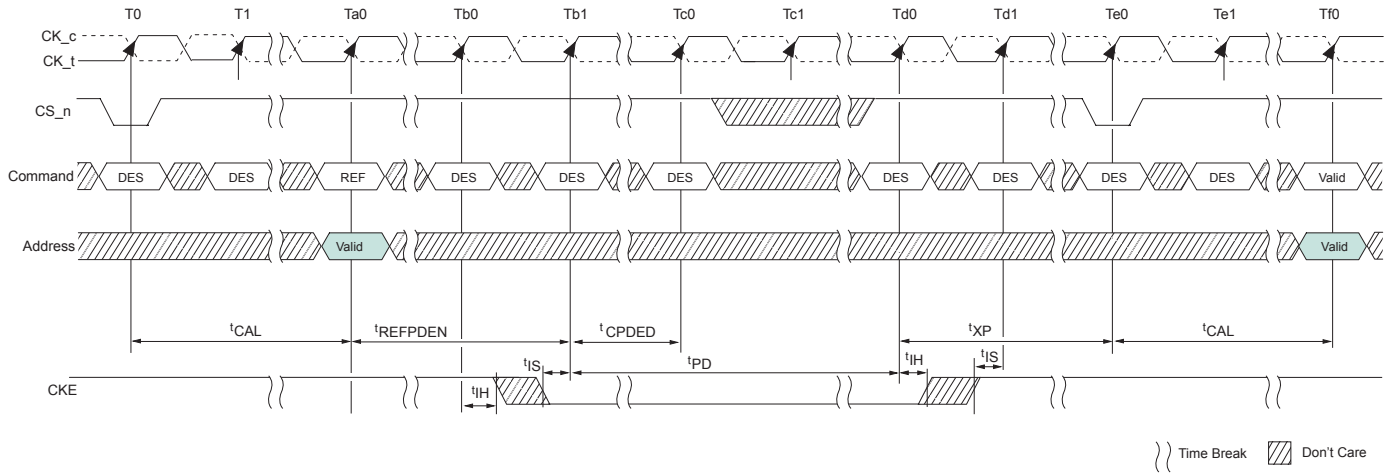 T0 T1 Ta0 Tb0 Tb1 Tc0 Tc1 Td0 Td1 Te0 Te1 Tf0
CK_c
CK_t
CS_n
Command DES DES REF DES DES DES DES DES DES DES Valid
Address Valid Valid
tCAL tREFPDEN tCPDED tXP tCAL
tIS tPD tIH tIS
CKE tIH
Time Break Don't Care